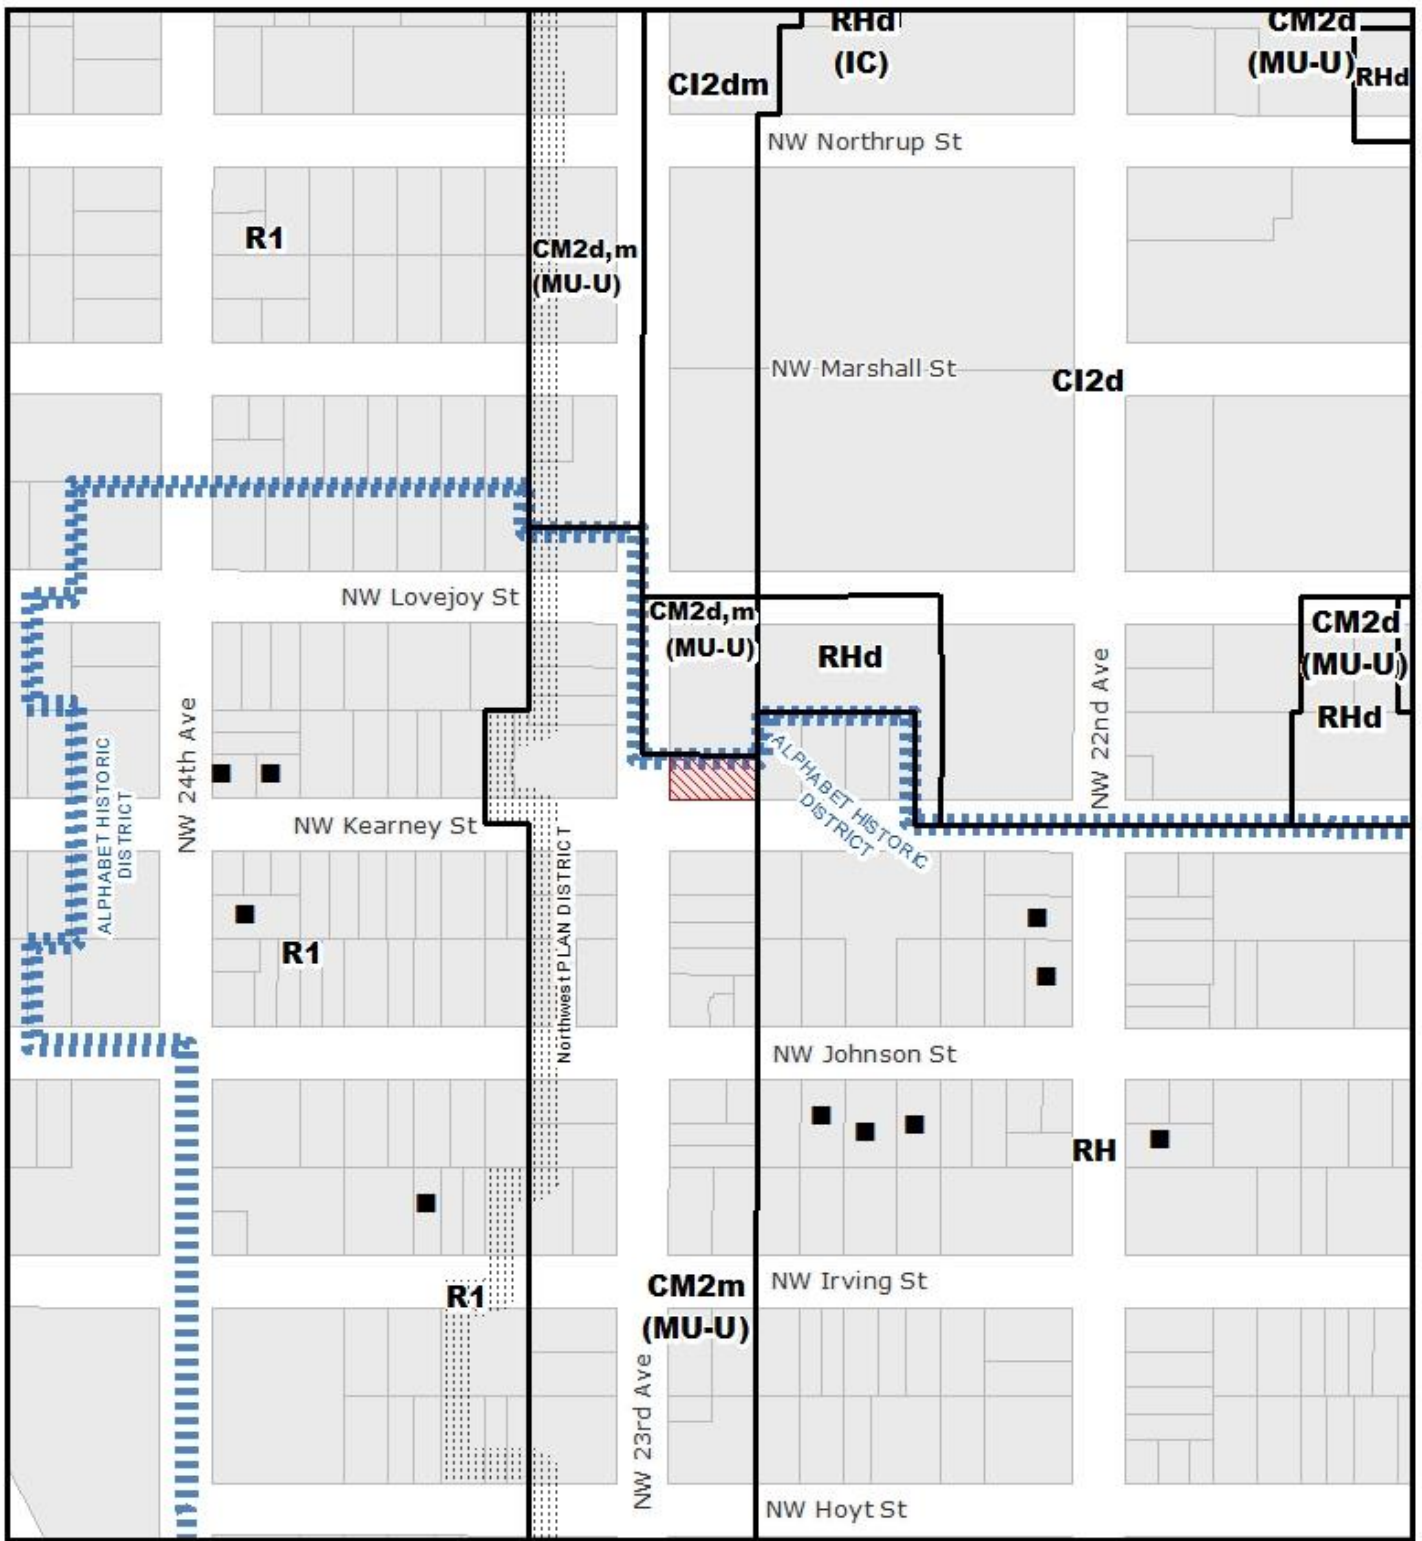 RHd
(IC)
CM2d
(MU-U)
RHd
CI2dm
NW Northrup St
R1
CM2d,m
(MU-U)
NW Marshall St
CI2d
NW Lovejoy St
CM2d,m
(MU-U)
RHd
CM2d
(MU-U)
RHd
NW 22nd Ave
NW 24th Ave
ALPHABET HISTORIC
DISTRICT
ALPHABET HISTORIC
DISTRICT
NW Kearney St
Northwest PLAN DISTRICT
R1
NW Johnson St
RH
R1
CM2m
(MU-U)
NW Irving St
NW 23rd Ave
NW Hoyt St